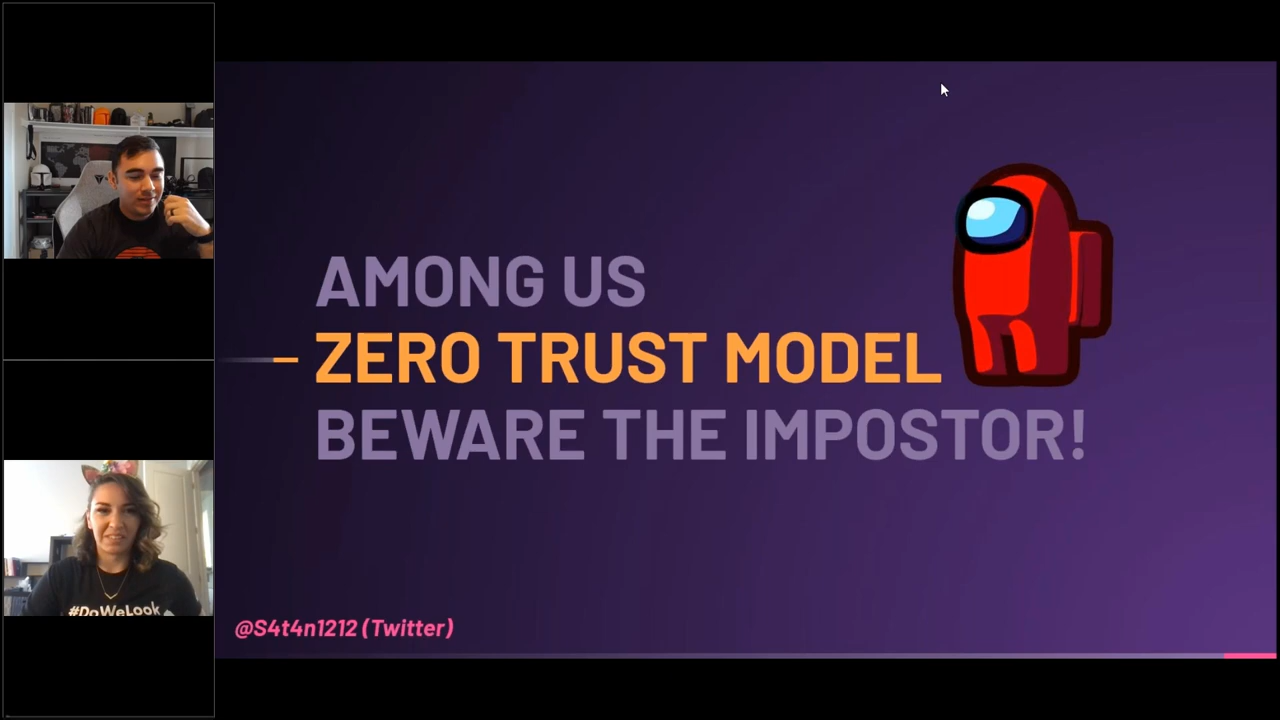 AMONG US
ZERO TRUST MODEL
BEWARE THE IMPOSTOR!
@S4t4n1212 (Twitter)
#DoWeLook